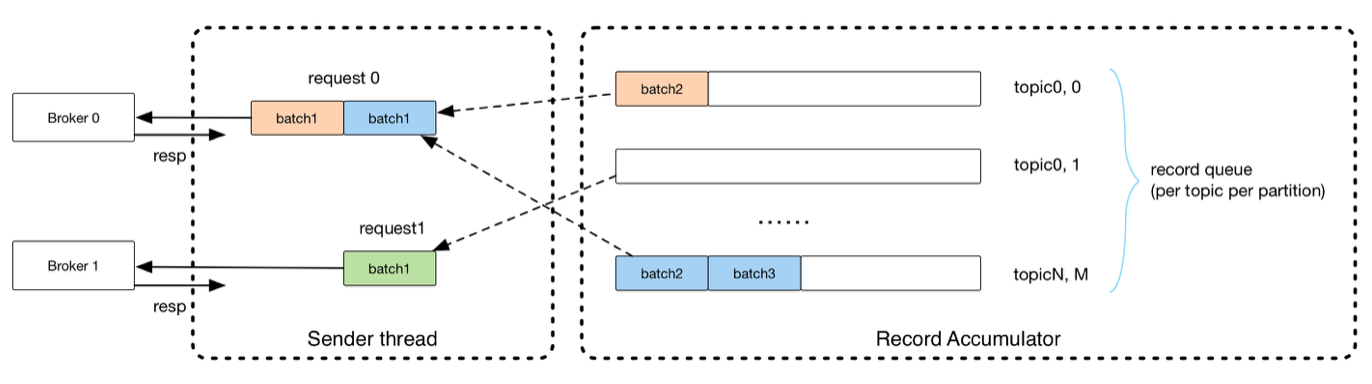 request 0
Broker 0
batch1
batch1
resp
request1
Broker 1
batch1
resp
Sender thread
batch2
topic0, 0
topic0, 1
record queue
(per topic per partition)
......
batch2
batch3
topicN, M
Record Accumulator